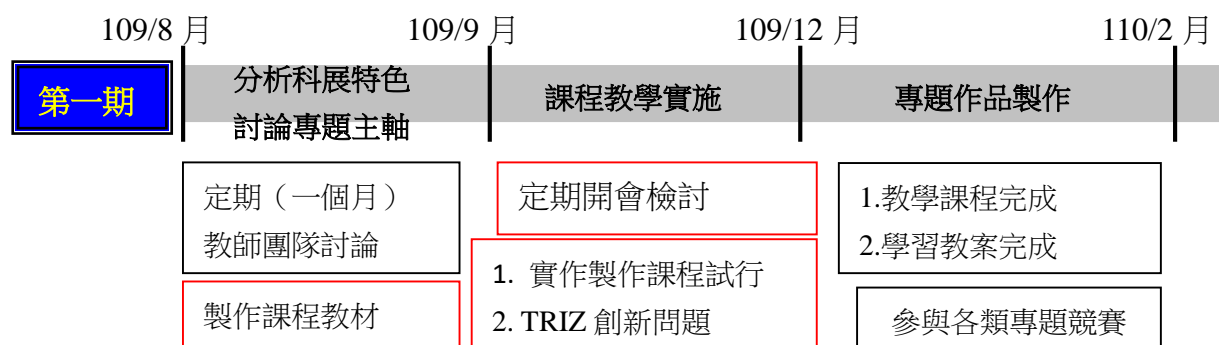 109/8 月
109/9 月
109/12 月
110/2 月
第一期
分析科展特色
討論專題主軸
課程教學實施
專題作品製作
定期（一個月）
教師團隊討論
製作課程教材
定期開會檢討
1. 實作製作課程試行
2. TRIZ 創新問題
1.教學課程完成
2.學習教案完成
參與各類專題競賽